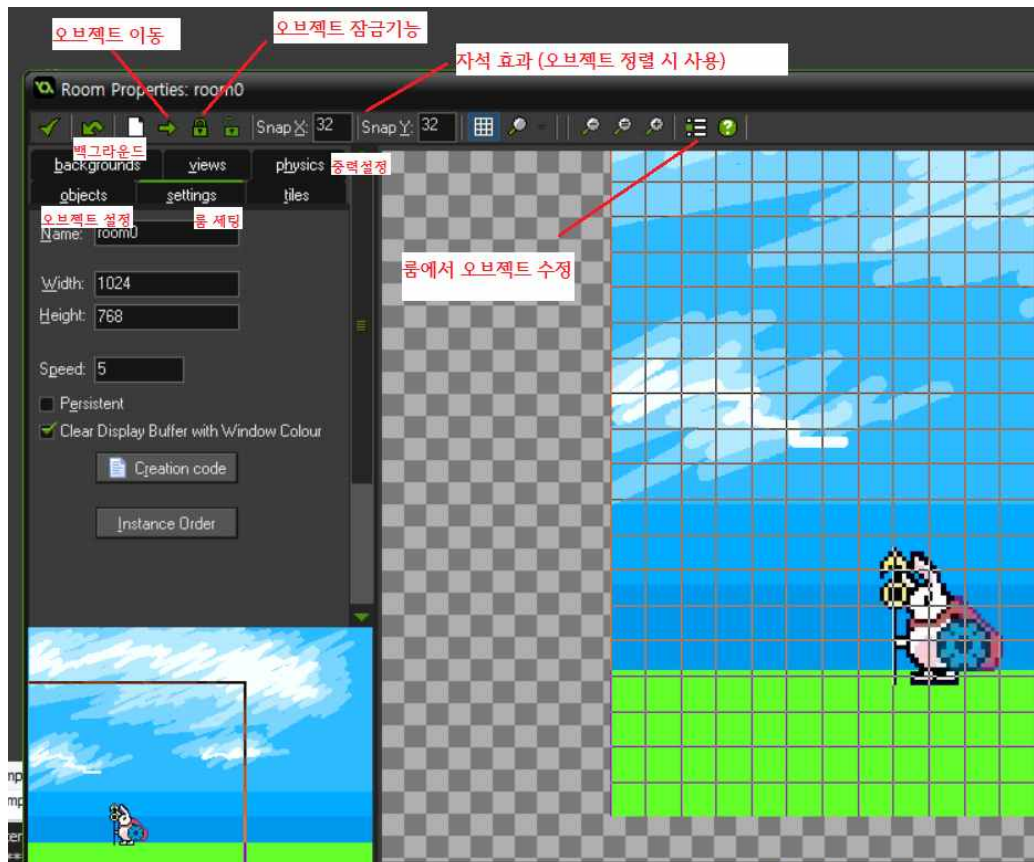 오브젝트 이동
오브젝트 잠금기능
자석 효과 (오브젝트 정렬 시 사용)
Room Properties: room0
Snap X: 32
Snap Y: 32
백그라운드
backgrounds
views
physics
중력설정
objects
settings
tiles
오브젝트 설정
룸 세팅
Name: room0
룸에서 오브젝트 수정
Width: 1024
Height: 768
Speed: 5
Persistent
Clear Display Buffer with Window Colour
Creation code
Instance Order